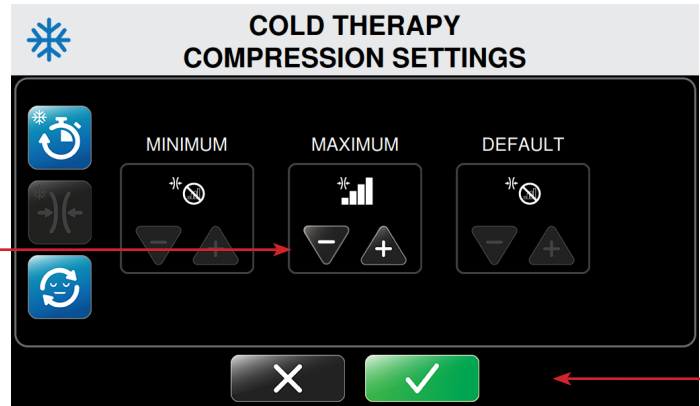 COLD THERAPY
COMPRESSION SETTINGS
MINIMUM
MAXIMUM
DEFAULT